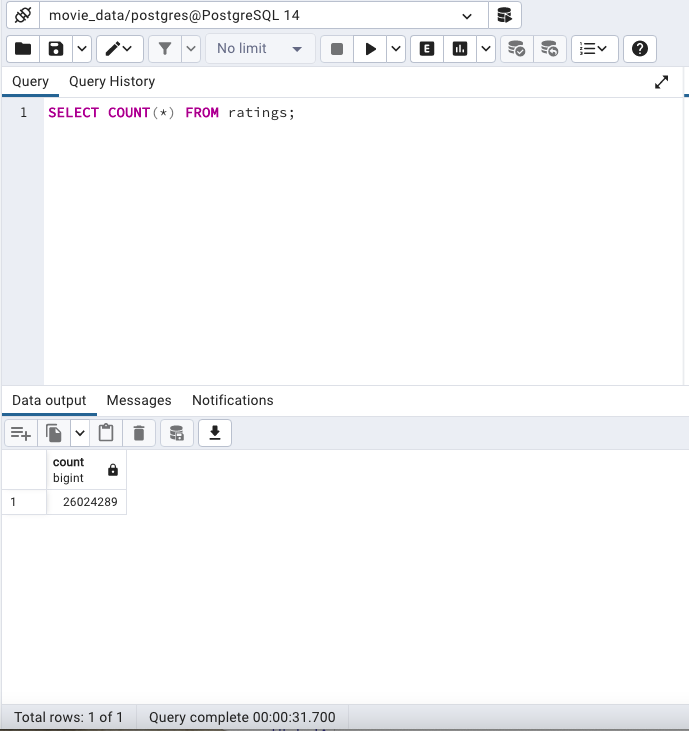 movie_data/postgres@PostgreSQL 14
No limit
E
Query Query History
1 SELECT COUNT(*) FROM ratings;
Data output Messages Notifications
count
bigint
1 26024289
Total rows: 1 of 1 Query complete 00:00:31.700